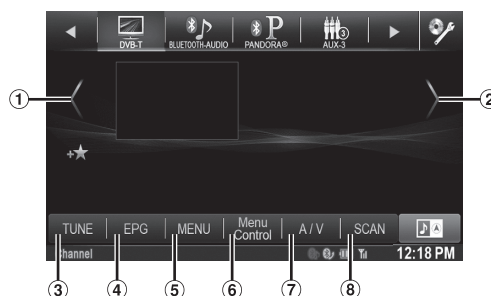 DVB-T BLUETOOTH-AUDIO PANDORA® AUX-3
3
P
1 2
+★
TUNE EPG MENU Menu Control A / V SCAN
Channel 12:18 PM
3 4 5 6 7 8